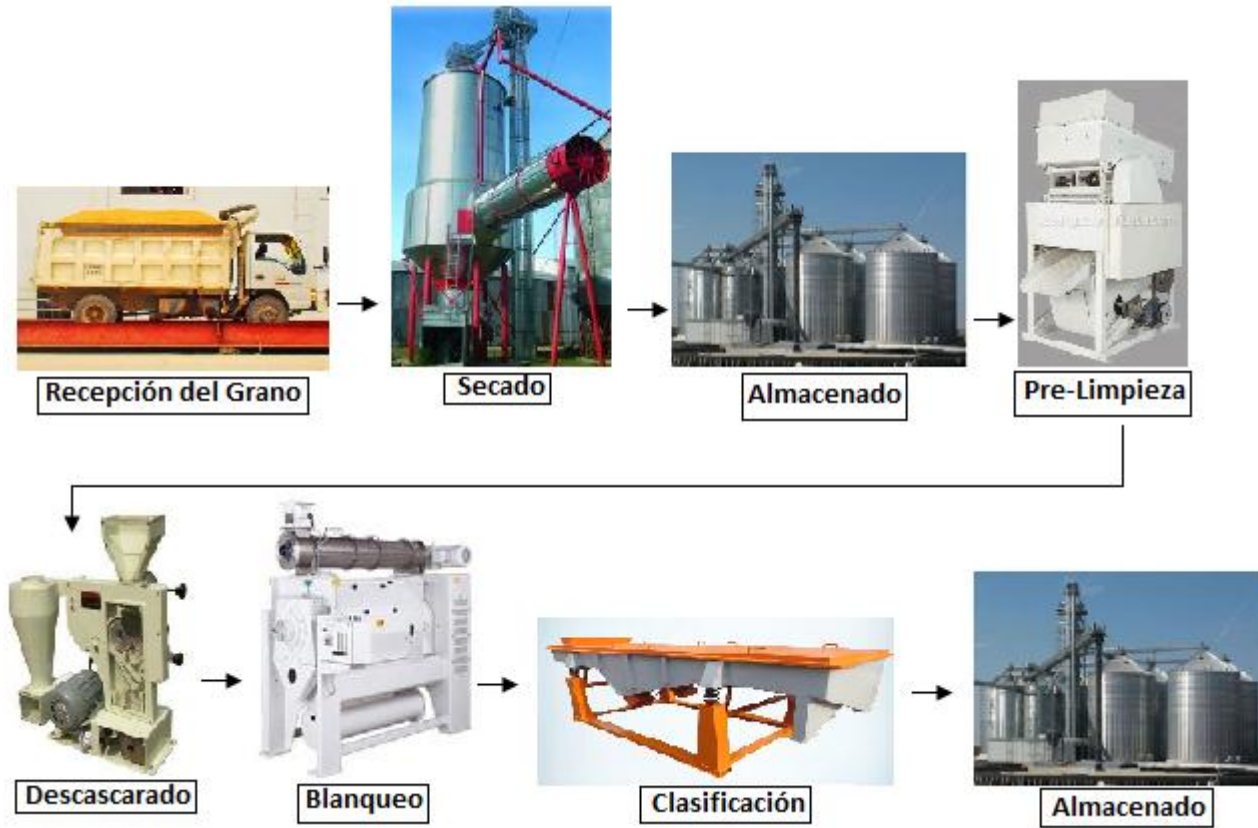 Recepción del Grano
Secado
Almacenado
Pre-Limpieza
Descascarado
Blanqueo
Clasificación
Almacenado